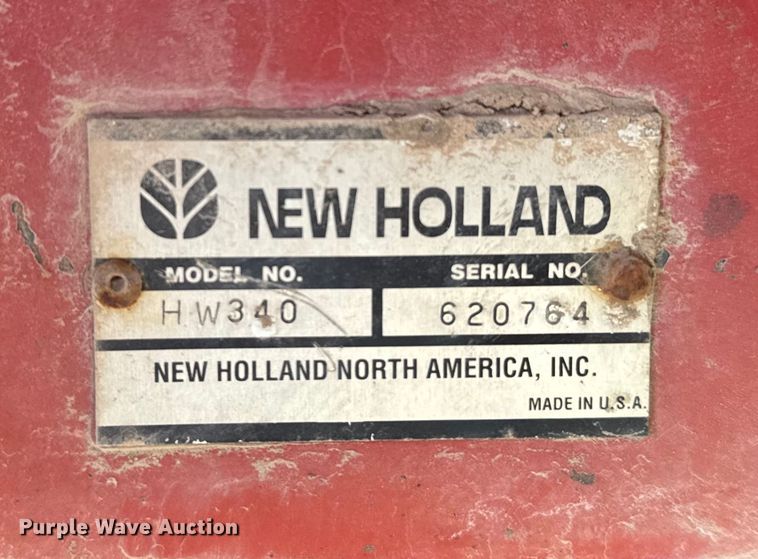 NEW HOLLAND
MODEL NO. SERIAL NO.
HW340 620764
NEW HOLLAND NORTH AMERICA, INC.
MADE IN U.S.A.
Purple Wave Auction